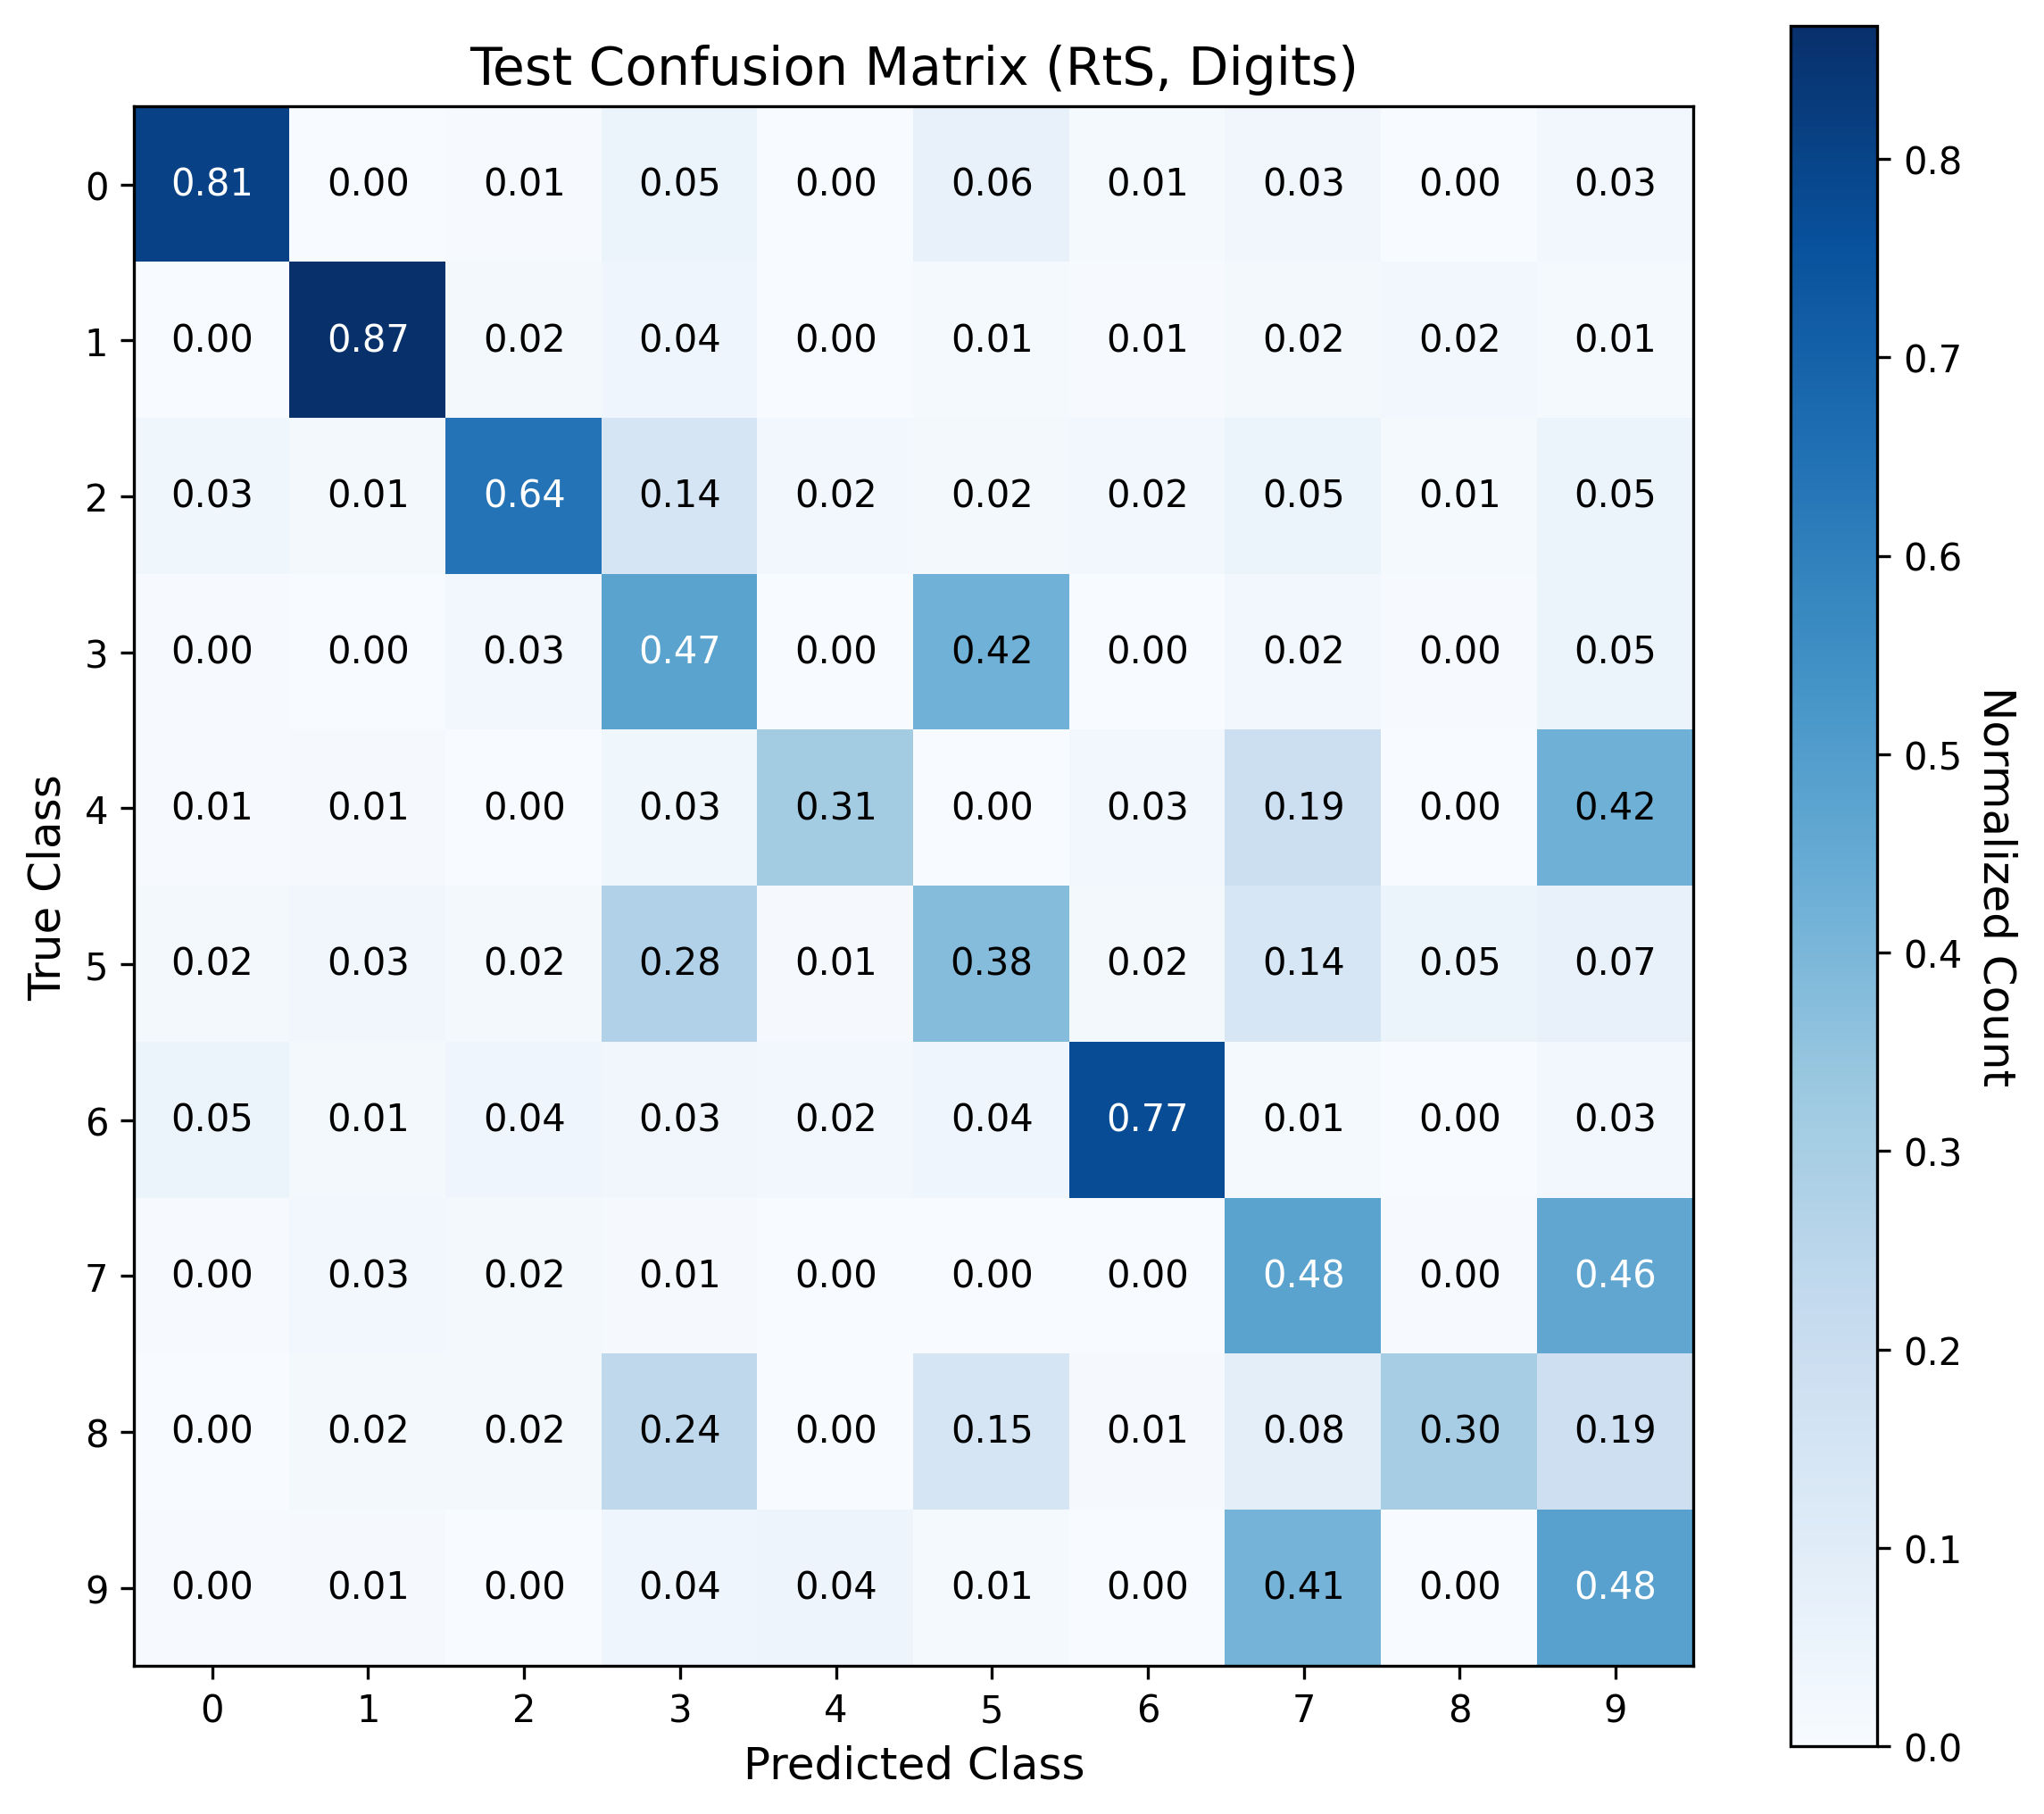 Test Confusion Matrix (RtS, Digits)
0 0.81 0.00 0.01 0.05 0.00 0.06 0.01 0.03 0.00 0.03
1 0.00 0.87 0.02 0.04 0.00 0.01 0.01 0.02 0.02 0.01
2 0.03 0.01 0.64 0.14 0.02 0.02 0.02 0.05 0.01 0.05
3 0.00 0.00 0.03 0.47 0.00 0.42 0.00 0.02 0.00 0.05
4 0.01 0.01 0.00 0.03 0.31 0.00 0.03 0.19 0.00 0.42
5 0.02 0.03 0.02 0.28 0.01 0.38 0.02 0.14 0.05 0.07
6 0.05 0.01 0.04 0.03 0.02 0.04 0.77 0.01 0.00 0.03
7 0.00 0.03 0.02 0.01 0.00 0.00 0.00 0.48 0.00 0.46
8 0.00 0.02 0.02 0.24 0.00 0.15 0.01 0.08 0.30 0.19
9 0.00 0.01 0.00 0.04 0.04 0.01 0.00 0.41 0.00 0.48
0 1 2 3 4 5 6 7 8 9
Predicted Class
True Class
0.8
0.7
0.6
0.5
0.4
0.3
0.2
0.1
0.0
Normalized Count